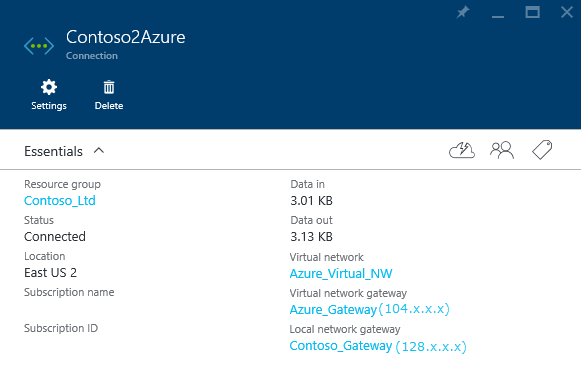 Contoso2Azure
Connection
Settings
Delete
Essentials
Resource group
Contoso_Ltd
Status
Connected
Location
East US 2
Subscription name
Subscription ID
Data in
3.01 KB
Data out
3.13 KB
Virtual network
Azure_Virtual_NW
Virtual network gateway
Azure_Gateway (104.x.x.x)
Local network gateway
Contoso_Gateway (128.x.x.x)